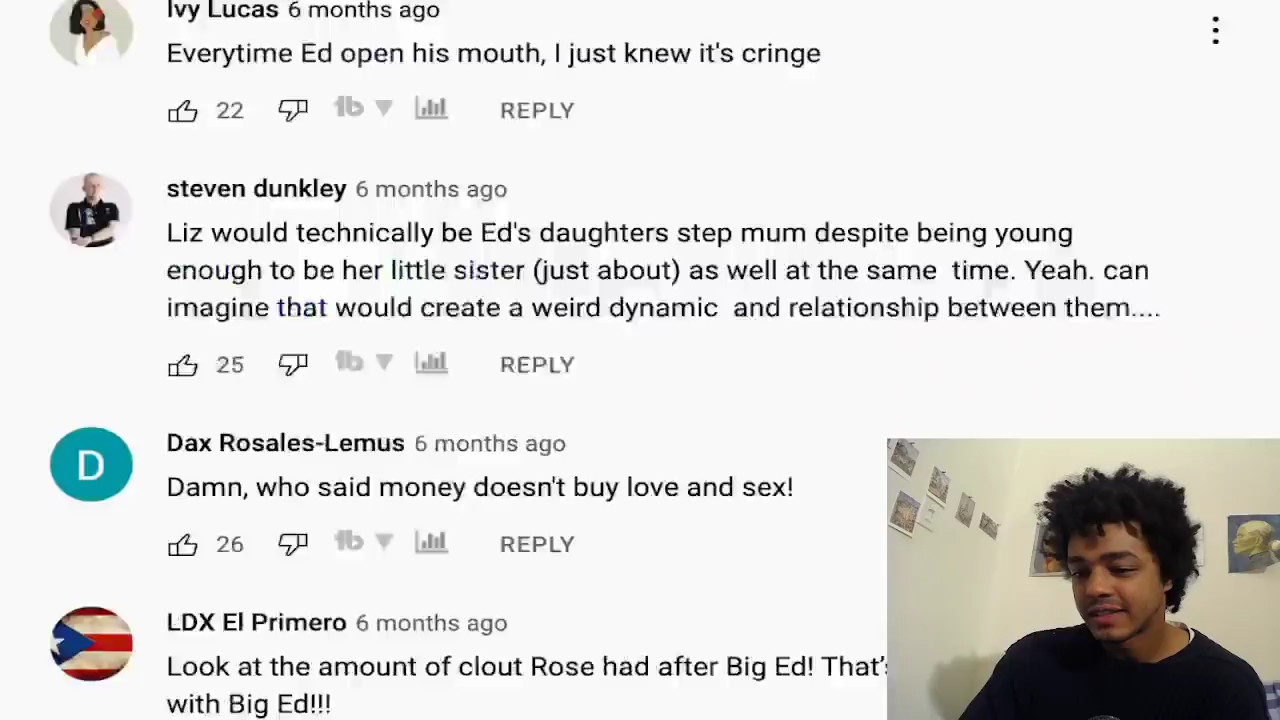 Ivy Lucas 6 months ago
Everytime Ed open his mouth, I just knew it's cringe
22 REPLY
steven dunkley 6 months ago
Liz would technically be Ed's daughters step mum despite being young
enough to be her little sister (just about) as well at the same time. Yeah. can
imagine that would create a weird dynamic and relationship between them....
25 REPLY
D
Dax Rosales-Lemus 6 months ago
Damn, who said money doesn't buy love and sex!
26 REPLY
LDX El Primero 6 months ago
Look at the amount of clout Rose had after Big Ed! That's
with Big Ed!!!